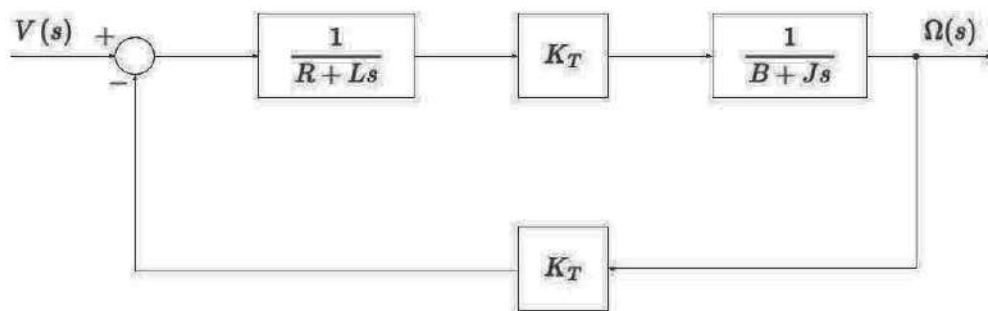 V(s)
+
−
1
R + Ls
K_T
1
B + Js
Ω(s)
K_T